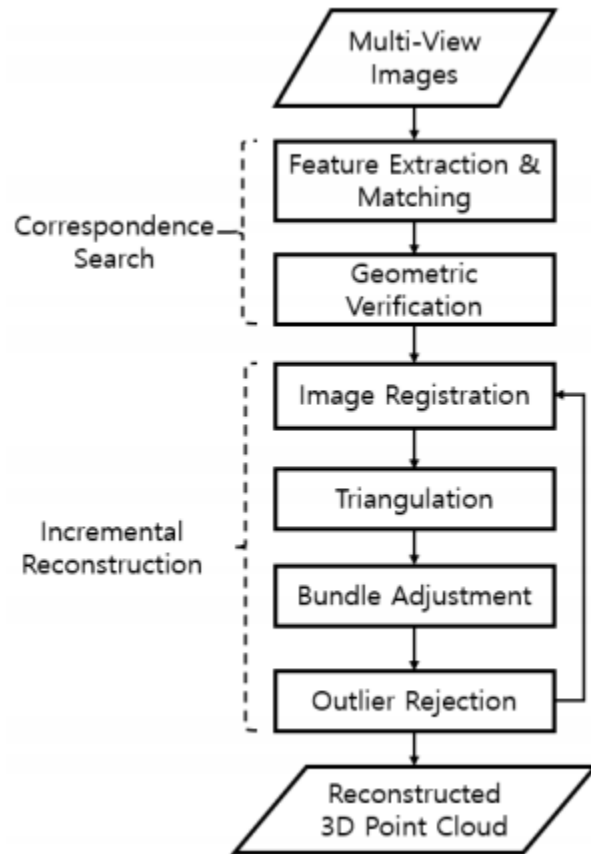 Multi-View
Images
Feature Extraction &
Matching
Correspondence
Search
Geometric
Verification
Image Registration
Triangulation
Incremental
Reconstruction
Bundle Adjustment
Outlier Rejection
Reconstructed
3D Point Cloud